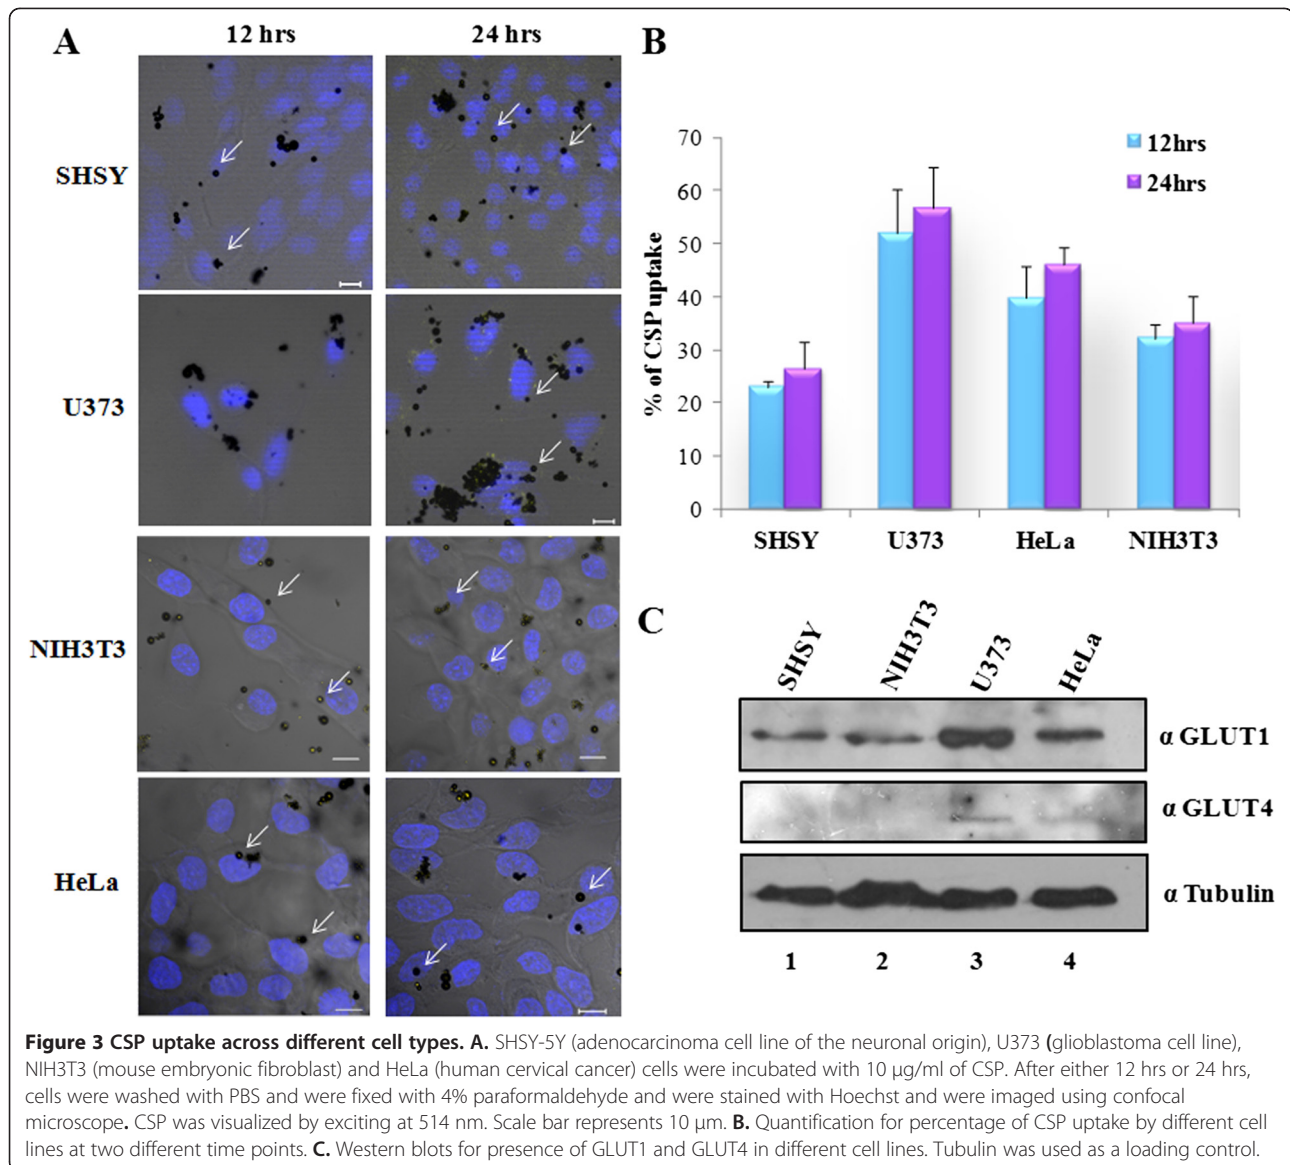 A
12 hrs
24 hrs
SHSY
U373
NIH3T3
HeLa
B
% of CSP uptake
70
60
50
40
30
20
10
0
12hrs
24hrs
SHSY
U373
HeLa
NIH3T3
C
SHSY
NIH3T3
U373
HeLa
α GLUT1
α GLUT4
α Tubulin
1
2
3
4
Figure 3 CSP uptake across different cell types. A. SHSY-5Y (adenocarcinoma cell line of the neuronal origin), U373 (glioblastoma cell line),
NIH3T3 (mouse embryonic fibroblast) and HeLa (human cervical cancer) cells were incubated with 10 μg/ml of CSP. After either 12 hrs or 24 hrs,
cells were washed with PBS and were fixed with 4% paraformaldehyde and were stained with Hoechst and were imaged using confocal
microscope. CSP was visualized by exciting at 514 nm. Scale bar represents 10 μm. B. Quantification for percentage of CSP uptake by different cell
lines at two different time points. C. Western blots for presence of GLUT1 and GLUT4 in different cell lines. Tubulin was used as a loading control.